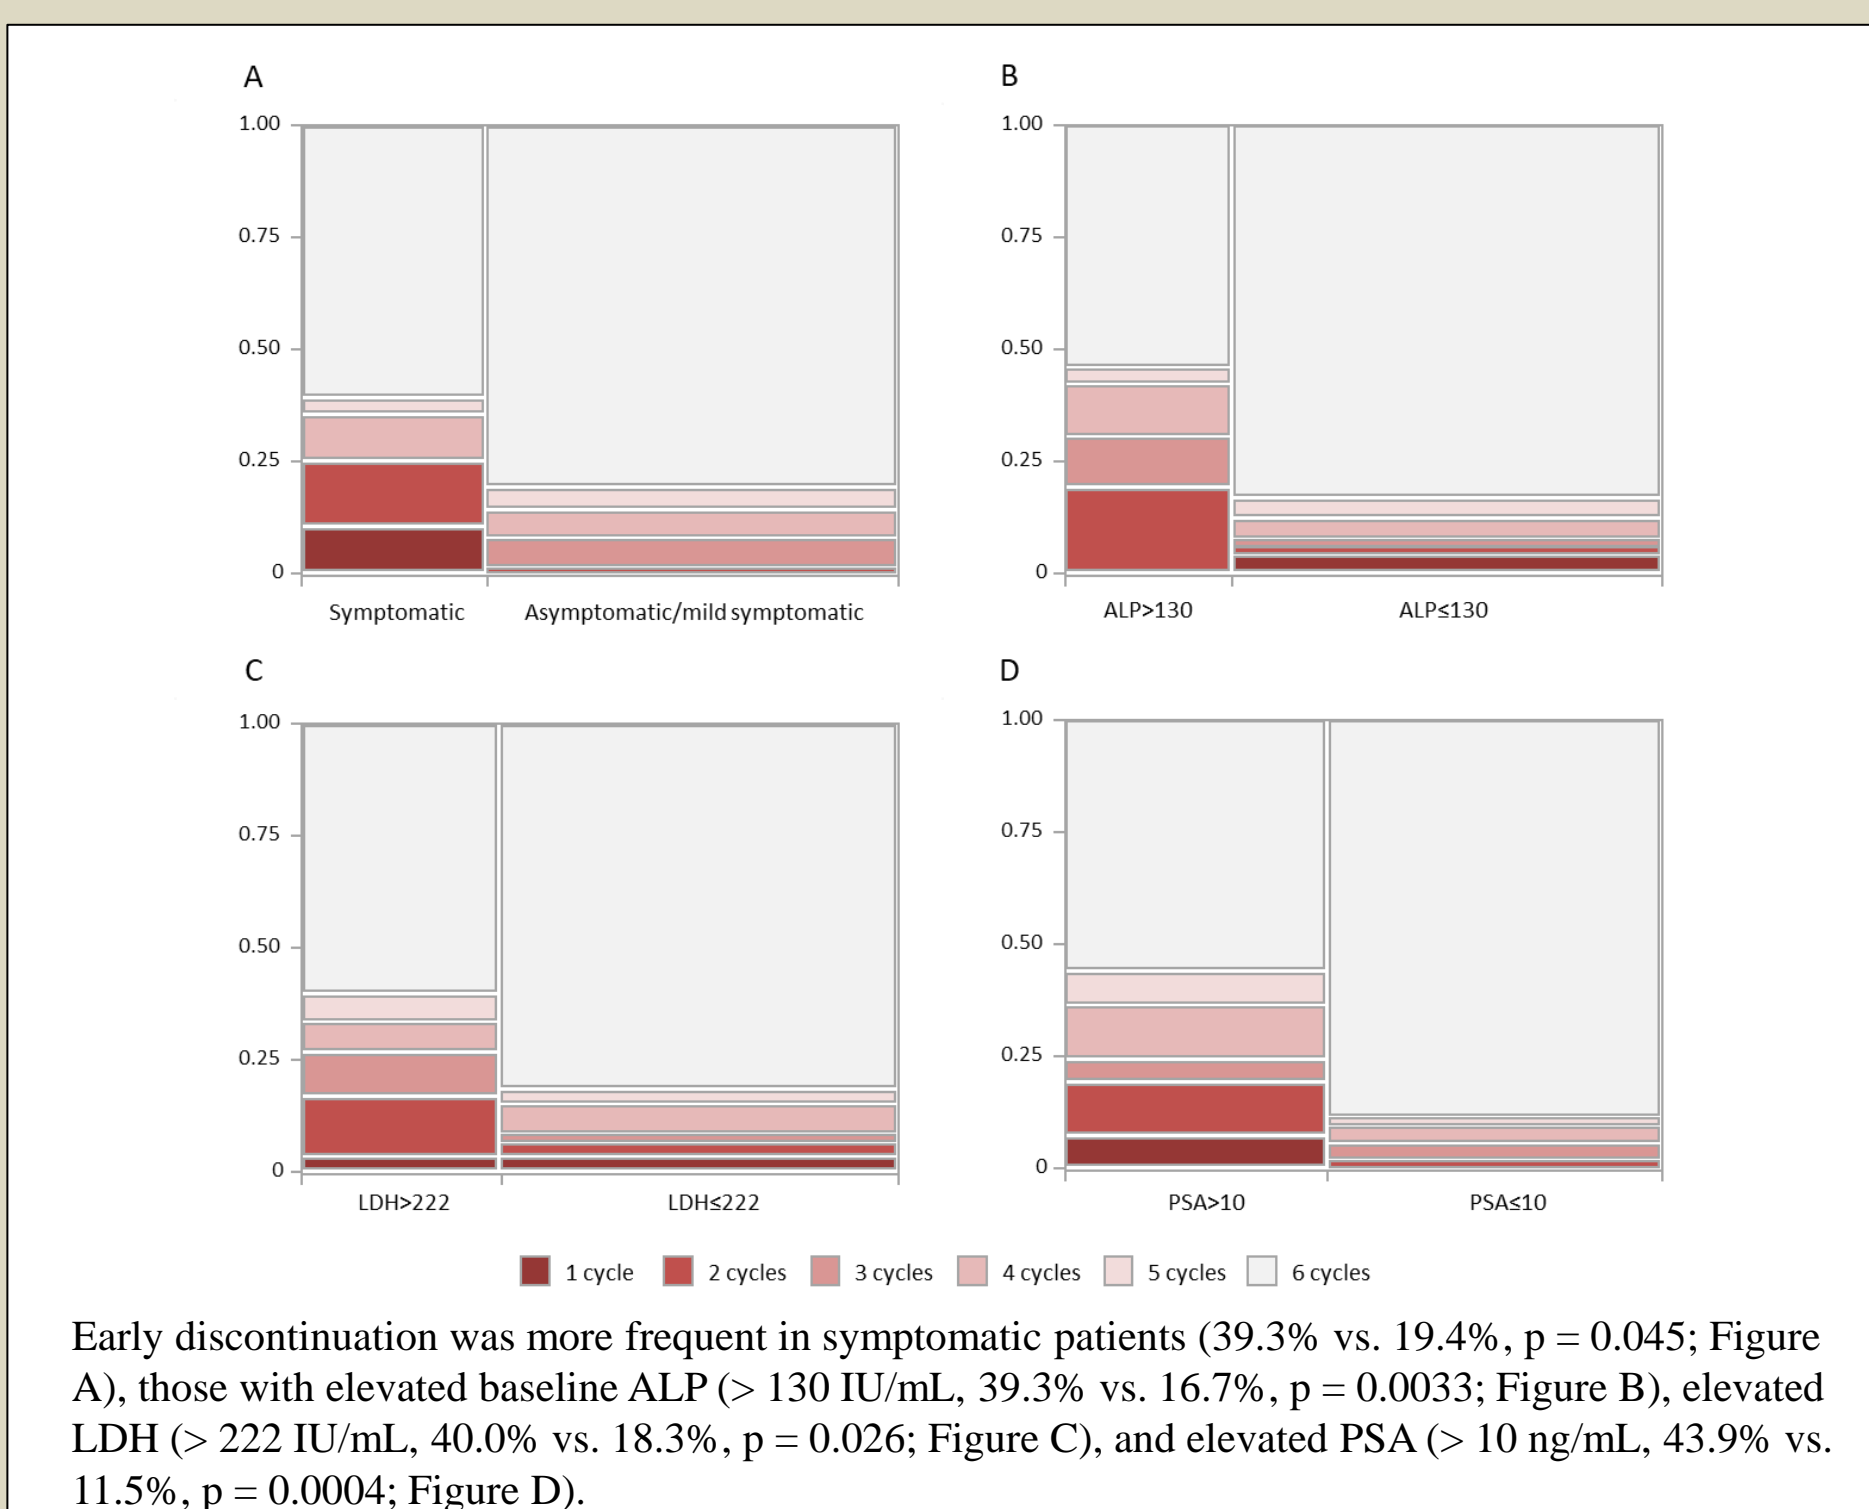 A
1.00
0.75
0.50
0.25
0
Symptomatic
Asymptomatic/mild symptomatic
B
1.00
0.75
0.50
0.25
0
ALP>130
ALP≤130
C
1.00
0.75
0.50
0.25
0
LDH>222
LDH≤222
D
1.00
0.75
0.50
0.25
0
PSA>10
PSA≤10
1 cycle 2 cycles 3 cycles 4 cycles 5 cycles 6 cycles
Early discontinuation was more frequent in symptomatic patients (39.3% vs. 19.4%, p = 0.045; Figure
A), those with elevated baseline ALP (> 130 IU/mL, 39.3% vs. 16.7%, p = 0.0033; Figure B), elevated
LDH (> 222 IU/mL, 40.0% vs. 18.3%, p = 0.026; Figure C), and elevated PSA (> 10 ng/mL, 43.9% vs.
11.5%, p = 0.0004; Figure D).